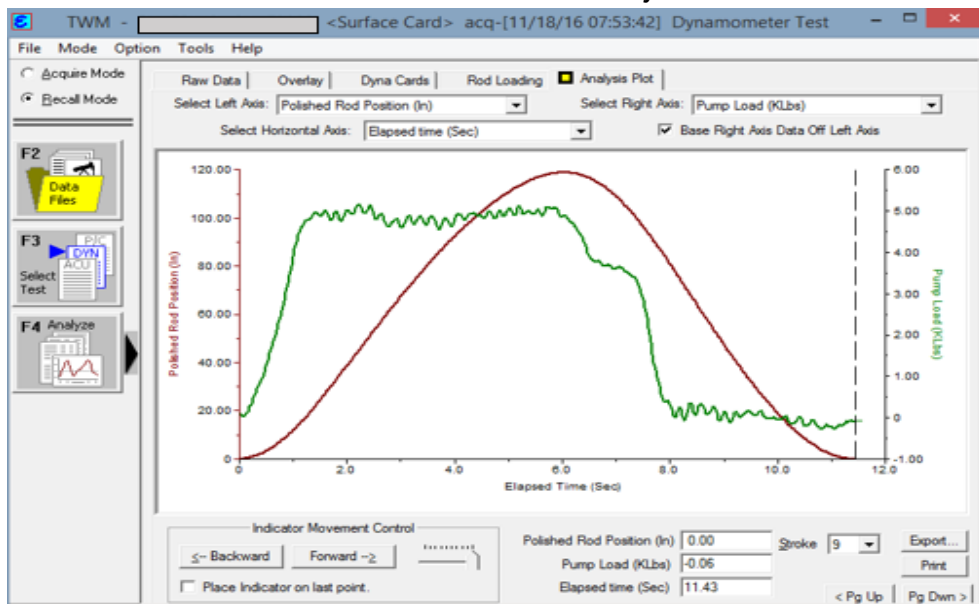 TWM - <Surface Card> acq-[11/18/16 07:53:42] Dynamometer Test
File Mode Option Tools Help
Acquire Mode
Recall Mode
Raw Data Overlay Dyna Cards Rod Loading Analysis Plot
Select Left Axis: Polished Rod Position (In) Select Right Axis: Pump Load (KLbs)
Select Horizontal Axis: Elapsed time (Sec) Base Right Axis Data Off Left Axis
F2
Data
Files
F3
P/C
DYN
ACU
Select
Test
F4 Analyze
120.00
100.00
80.00
60.00
40.00
20.00
0
Polished Rod Position (In)
6.00
5.00
4.00
3.00
2.00
1.00
0
-1.00
Pump Load (KLbs)
0 2.0 4.0 6.0 8.0 10.0 12.0
Elapsed Time (Sec)
Indicator Movement Control
<-- Backward Forward -->
Place Indicator on last point.
Polished Rod Position (In) 0.00
Pump Load (KLbs) -0.06
Elapsed time (Sec) 11.43
Stroke 9
Export...
Print
< Pg Up Pg Dwn >